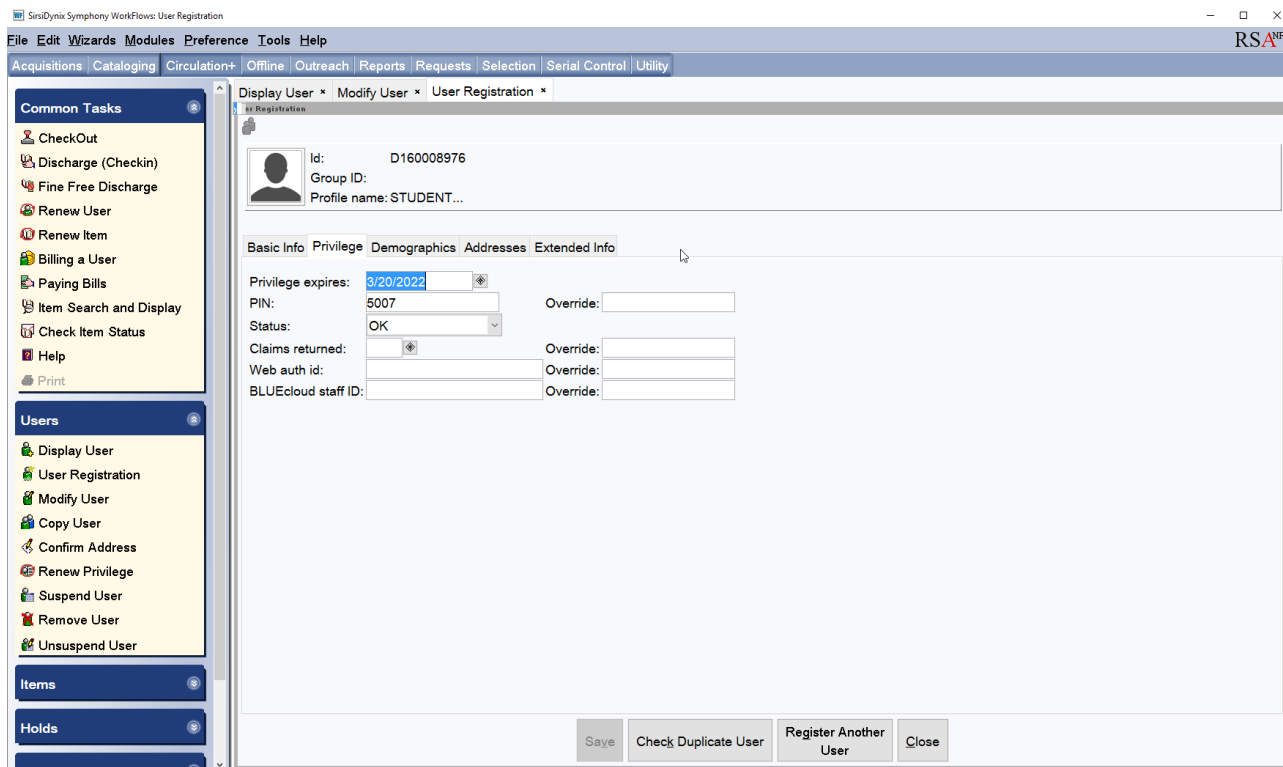 WF SirsiDynix Symphony WorkFlows: User Registration
File Edit Wizards Modules Preference Tools Help
RSA NFP
Acquisitions Cataloging Circulation+ Offline Outreach Reports Requests Selection Serial Control Utility
Display User × Modify User × User Registration ×
er Registration
Common Tasks
CheckOut
Discharge (Checkin)
Fine Free Discharge
Renew User
Renew Item
Billing a User
Paying Bills
Item Search and Display
Check Item Status
Help
Print
Users
Display User
User Registration
Modify User
Copy User
Confirm Address
Renew Privilege
Suspend User
Remove User
Unsuspend User
Items
Holds
Id: D160008976
Group ID:
Profile name: STUDENT...
Basic Info Privilege Demographics Addresses Extended Info
Privilege expires: 3/20/2022
PIN: 5007 Override:
Status: OK
Claims returned: Override:
Web auth id: Override:
BLUEcloud staff ID: Override:
Save Check Duplicate User Register Another User Close